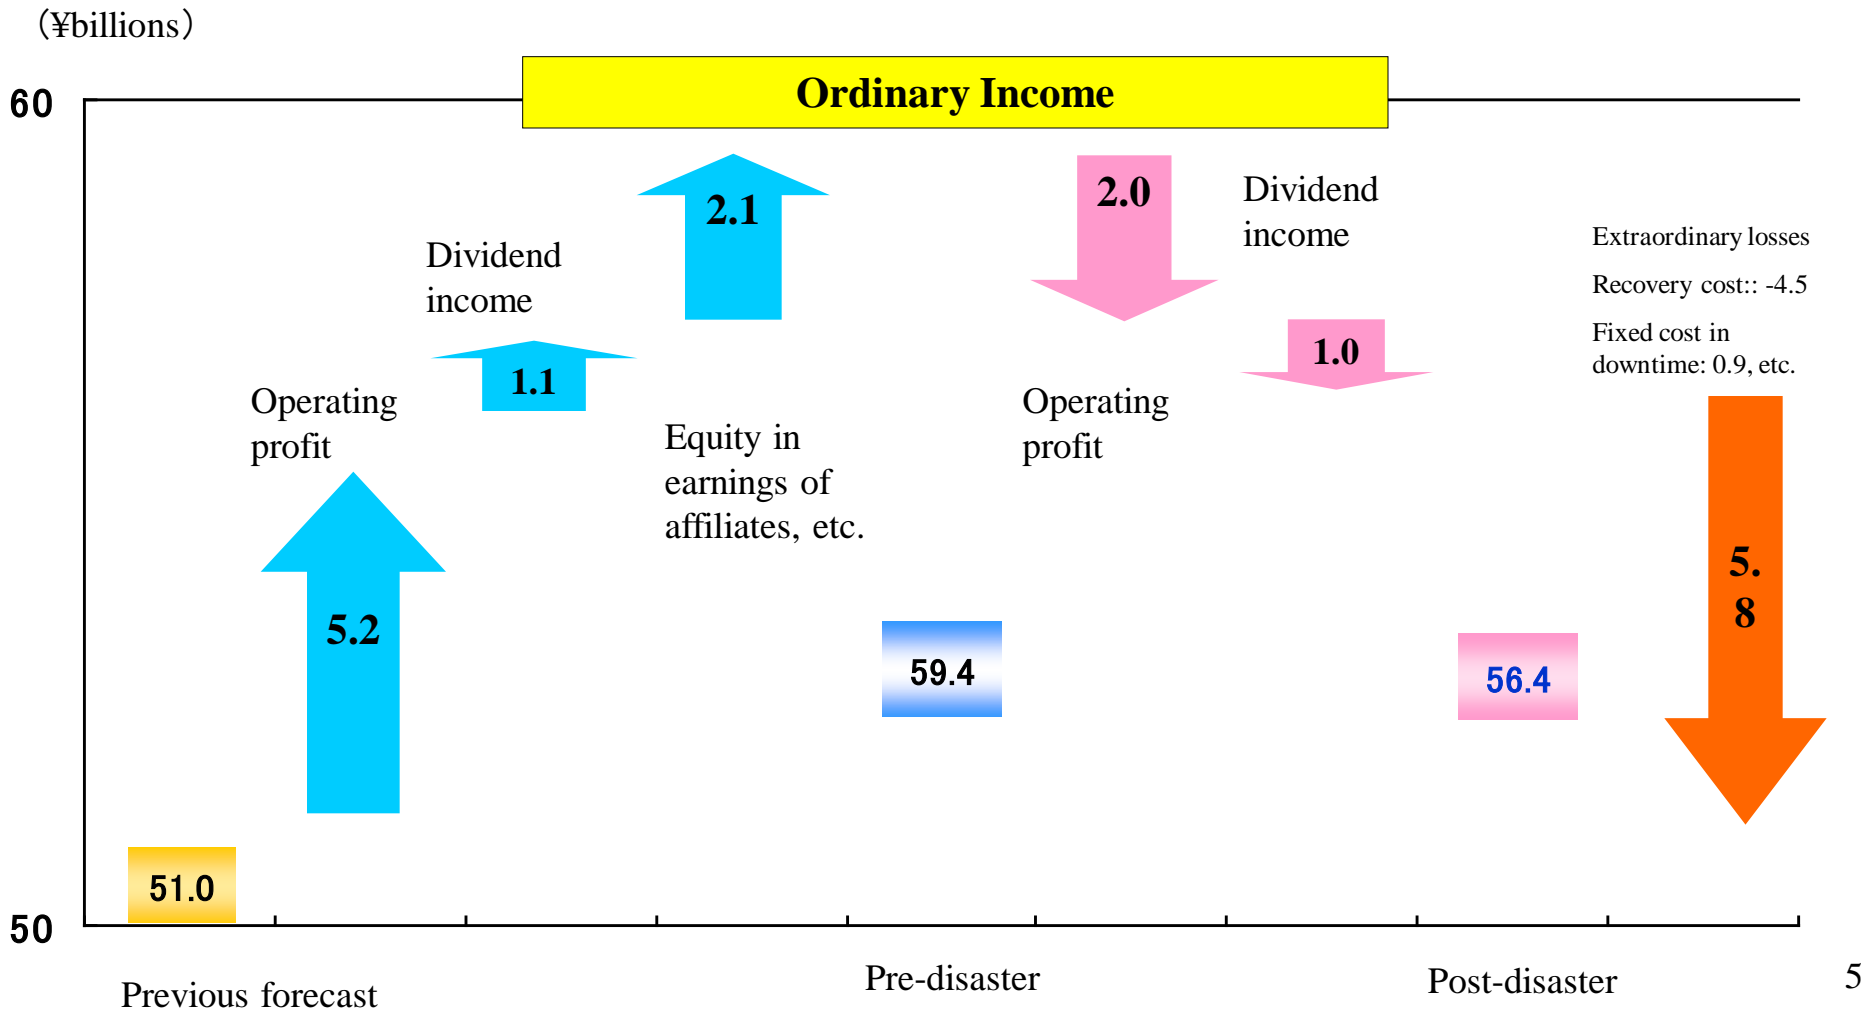 (¥billions)
Ordinary Income
60
2.1
2.0
Dividend
income
Extraordinary losses
Recovery cost:: -4.5
Fixed cost in
downtime: 0.9, etc.
Dividend
income
1.1
1.0
Operating
profit
Equity in
earnings of
affiliates, etc.
Operating
profit
5.2
5.
8
59.4
56.4
51.0
50
Previous forecast
Pre-disaster
Post-disaster
5